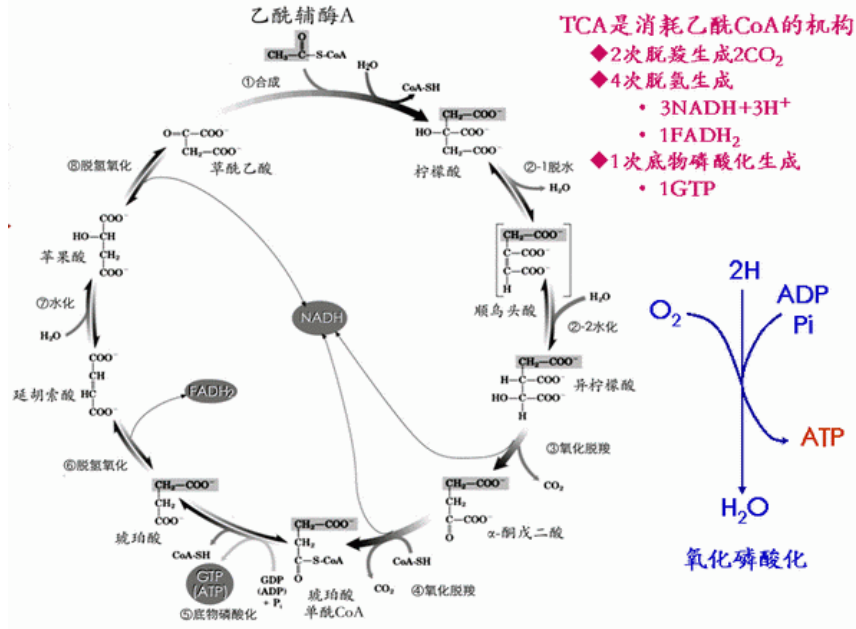 乙酰辅酶A
O
CH₃—C—S-CoA
①合成
H₂O
CoA-SH
O=C—COO⁻
CH₂—COO⁻
草酰乙酸
CH₂—COO⁻
HO—C—COO⁻
CH₂—COO⁻
柠檬酸
②-1脱水
H₂O
CH₂—COO⁻
C—COO⁻
C—COO⁻
H
顺乌头酸
H₂O
②-2水化
CH₂—COO⁻
H—C—COO⁻
HO—C—COO⁻
H
异柠檬酸
③氧化脱羧
CO₂
CH₂—COO⁻
CH₂
C—COO⁻
O
α-酮戊二酸
CoA-SH
CO₂
④氧化脱羧
CH₂—COO⁻
CH₂
C—S-CoA
O
琥珀酸
单酰CoA
GDP
(ADP)
+ Pᵢ
GTP
(ATP)
CoA-SH
⑤底物磷酸化
CH₂—COO⁻
CH₂
COO⁻
琥珀酸
⑥脱氢氧化
FADH₂
COO⁻
CH
HC
COO⁻
延胡索酸
H₂O
⑦水化
COO⁻
HO—CH
CH₂
COO⁻
苹果酸
⑧脱氢氧化
NADH
TCA是消耗乙酰CoA的机构
◆2次脱羧生成2CO₂
◆4次脱氢生成
• 3NADH+3H⁺
• 1FADH₂
◆1次底物磷酸化生成
• 1GTP
2H
O₂
ADP
Pi
ATP
H₂O
氧化磷酸化